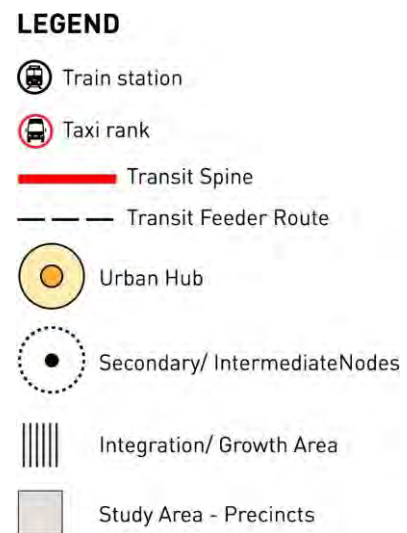 LEGEND
Train station
Taxi rank
Transit Spine
Transit Feeder Route
Urban Hub
Secondary/ IntermediateNodes
Integration/ Growth Area
Study Area - Precincts